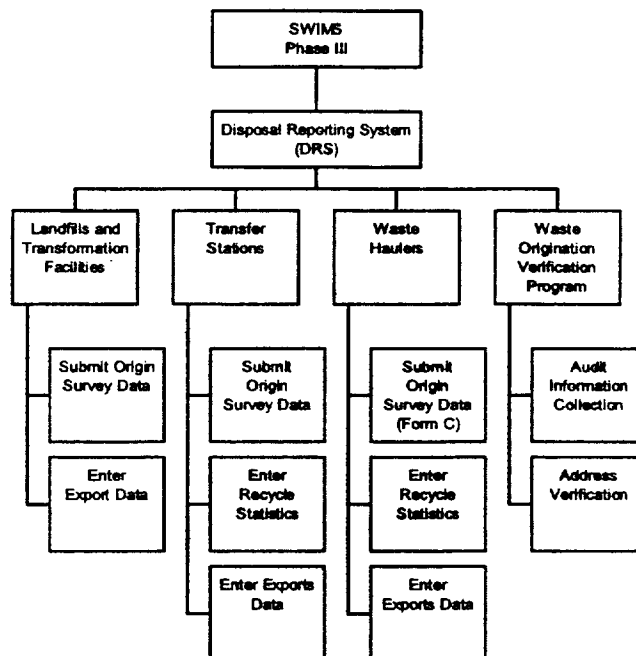 SWIMS
Phase III
Disposal Reporting System
(DRS)
Landfills and
Transformation
Facilities
Transfer
Stations
Waste
Haulers
Waste
Origination
Verification
Program
Submit Origin
Survey Data
Submit
Origin
Survey Data
Submit
Origin
Survey Data
(Form C)
Audit
Information
Collection
Enter
Export Data
Enter
Recycle
Statistics
Enter
Recycle
Statistics
Address
Verification
Enter Exports
Data
Enter
Exports Data